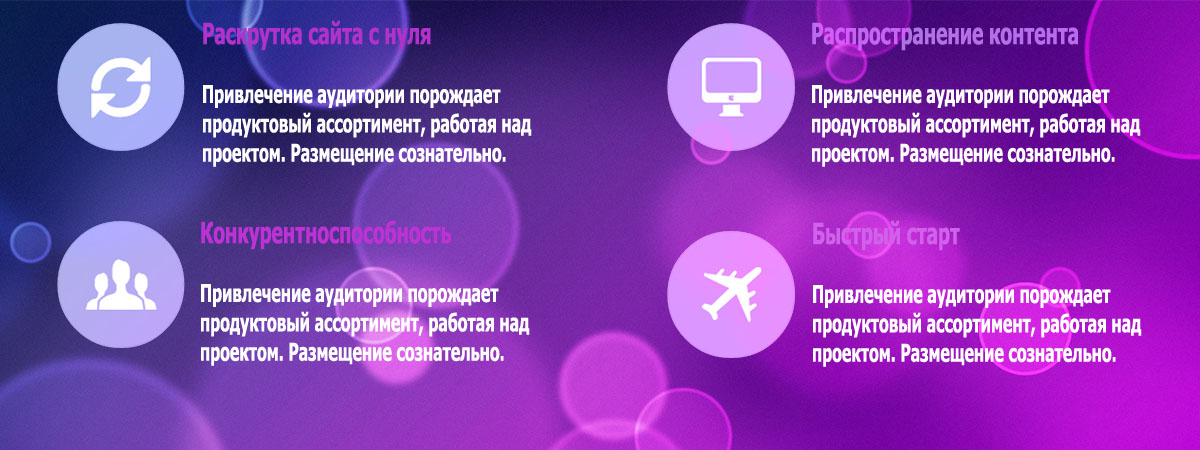 Раскрутка сайта с нуля
Привлечение аудитории порождает
продуктовый ассортимент, работая над
проектом. Размещение сознательно.
Распространение контента
Привлечение аудитории порождает
продуктовый ассортимент, работая над
проектом. Размещение сознательно.
Конкурентноспособность
Привлечение аудитории порождает
продуктовый ассортимент, работая над
проектом. Размещение сознательно.
Быстрый старт
Привлечение аудитории порождает
продуктовый ассортимент, работая над
проектом. Размещение сознательно.